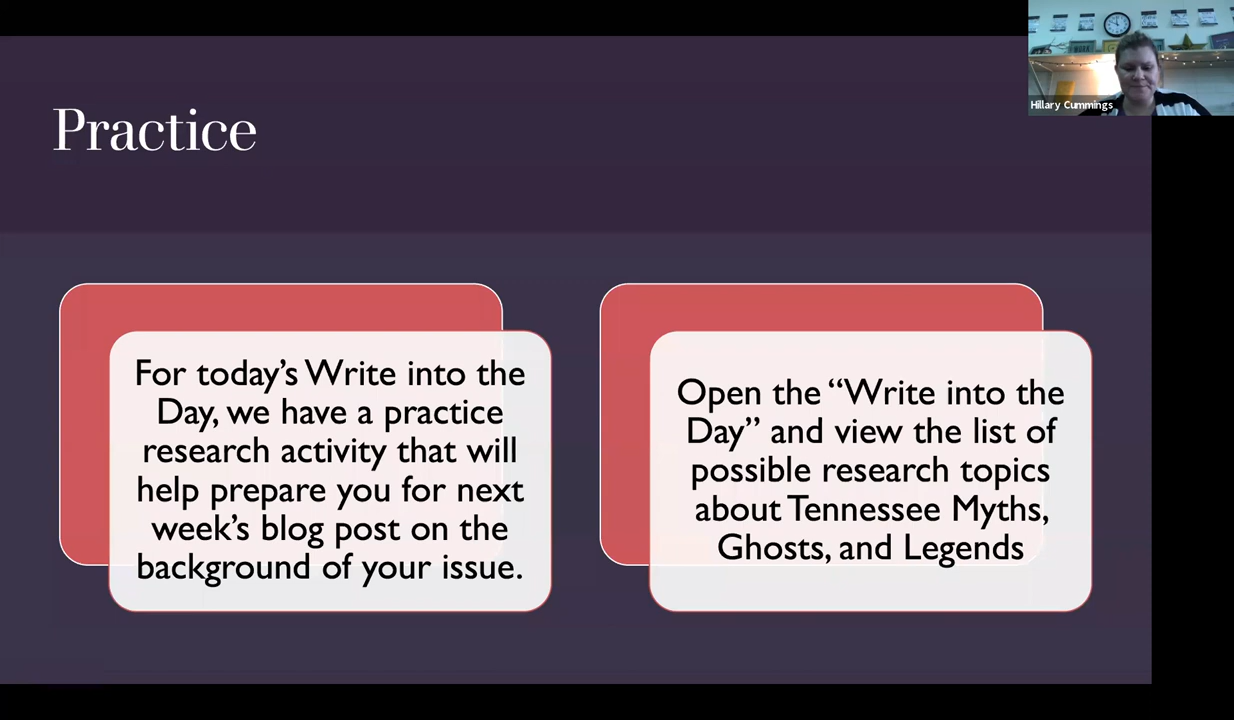 Practice
For today’s Write into the
Day, we have a practice
research activity that will
help prepare you for next
week’s blog post on the
background of your issue.
Open the “Write into the
Day” and view the list of
possible research topics
about Tennessee Myths,
Ghosts, and Legends
Hillary Cummings